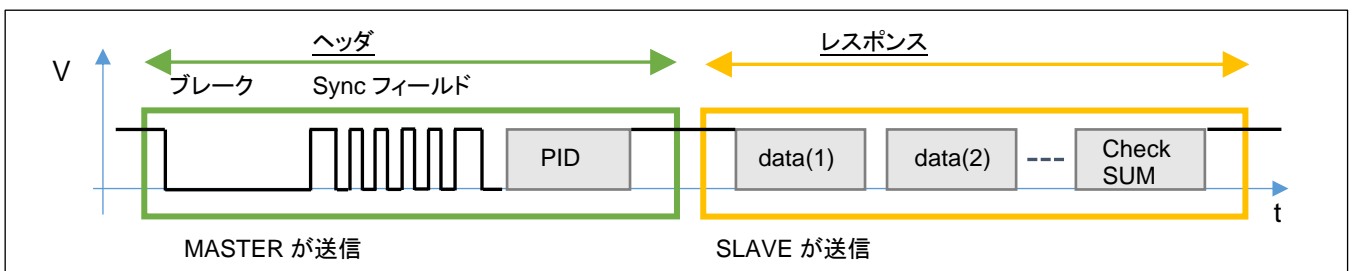 ヘッダ
レスポンス
V
ブレーク
Sync フィールド
PID
data(1)
data(2)
Check
SUM
t
MASTER が送信
SLAVE が送信